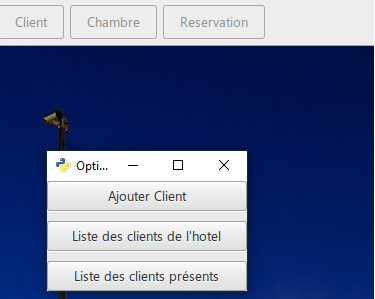 Client Chambre Reservation
Opti...
Ajouter Client
Liste des clients de l'hotel
Liste des clients présents